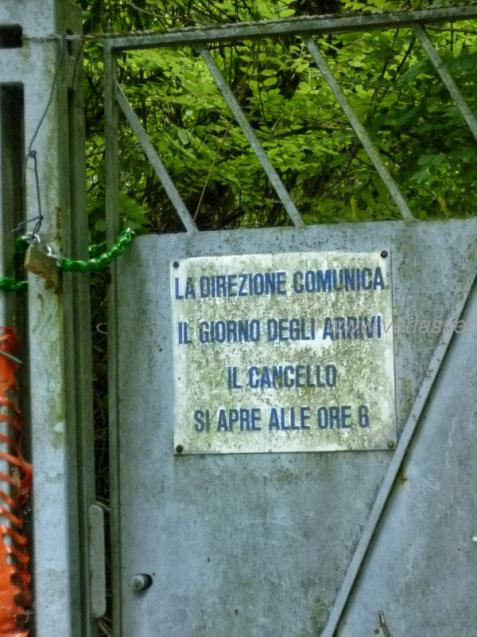 LA DIREZIONE COMUNICA
IL GIORNO DEGLI ARRIVI
IL CANCELLO
SI APRE ALLE ORE 6